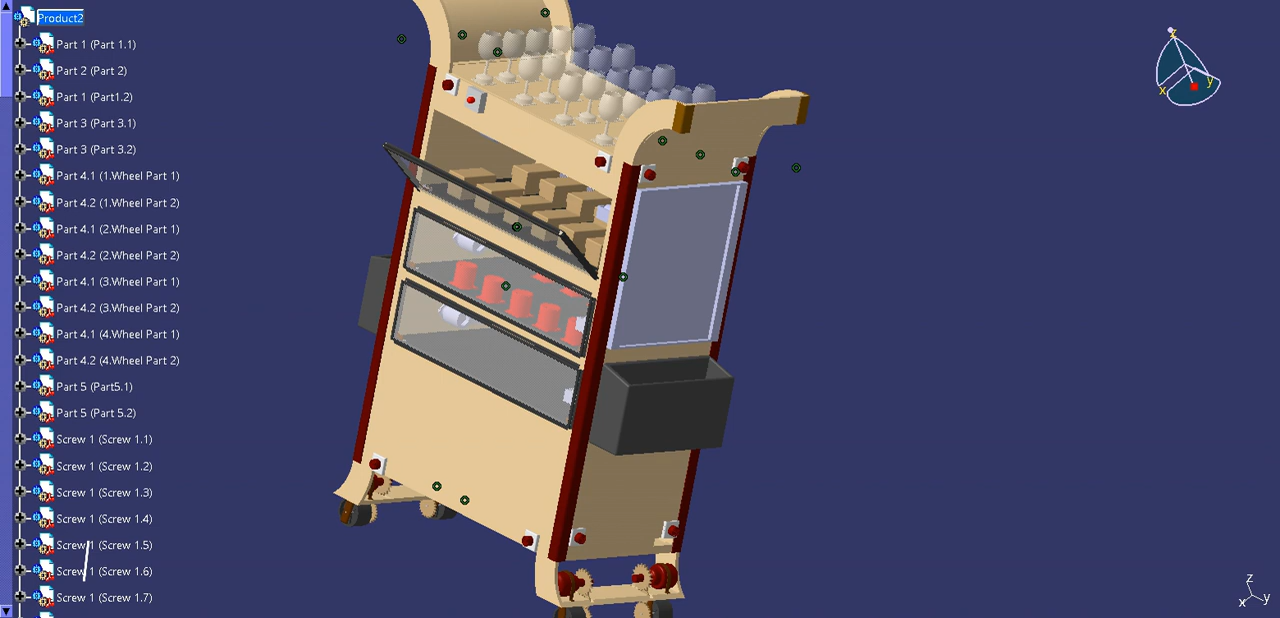 Product2
Part 1 (Part 1.1)
Part 2 (Part 2)
Part 1 (Part1.2)
Part 3 (Part 3.1)
Part 3 (Part 3.2)
Part 4.1 (1.Wheel Part 1)
Part 4.2 (1.Wheel Part 2)
Part 4.1 (2.Wheel Part 1)
Part 4.2 (2.Wheel Part 2)
Part 4.1 (3.Wheel Part 1)
Part 4.2 (3.Wheel Part 2)
Part 4.1 (4.Wheel Part 1)
Part 4.2 (4.Wheel Part 2)
Part 5 (Part5.1)
Part 5 (Part 5.2)
Screw 1 (Screw 1.1)
Screw 1 (Screw 1.2)
Screw 1 (Screw 1.3)
Screw 1 (Screw 1.4)
Screw 1 (Screw 1.5)
Screw 1 (Screw 1.6)
Screw 1 (Screw 1.7)
z
x y
z
x y